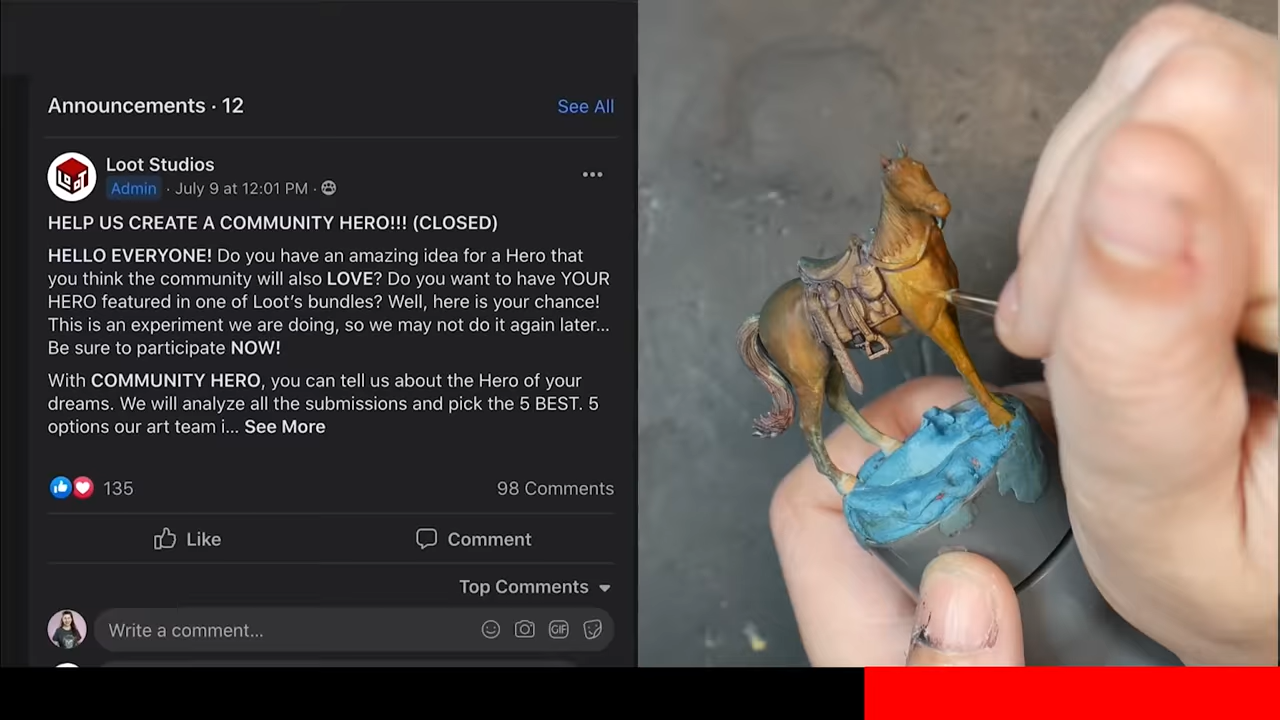 Announcements · 12
See All
LOOT
Loot Studios
Admin · July 9 at 12:01 PM ·
HELP US CREATE A COMMUNITY HERO!!! (CLOSED)
HELLO EVERYONE! Do you have an amazing idea for a Hero that
you think the community will also LOVE? Do you want to have YOUR
HERO featured in one of Loot's bundles? Well, here is your chance!
This is an experiment we are doing, so we may not do it again later...
Be sure to participate NOW!
With COMMUNITY HERO, you can tell us about the Hero of your
dreams. We will analyze all the submissions and pick the 5 BEST. 5
options our art team i... See More
135
98 Comments
Like
Comment
Top Comments
Write a comment...
GIF